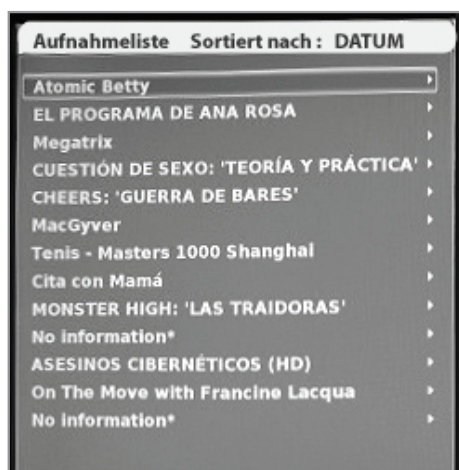 Aufnahmeliste Sortiert nach : DATUM
Atomic Betty
EL PROGRAMA DE ANA ROSA
Megatrix
CUESTIÓN DE SEXO: 'TEORÍA Y PRÁCTICA'
CHEERS: 'GUERRA DE BARES'
MacGyver
Tenis - Masters 1000 Shanghai
Cita con Mamá
MONSTER HIGH: 'LAS TRAIDORAS'
No information*
ASESINOS CIBERNÉTICOS (HD)
On The Move with Francine Lacqua
No information*